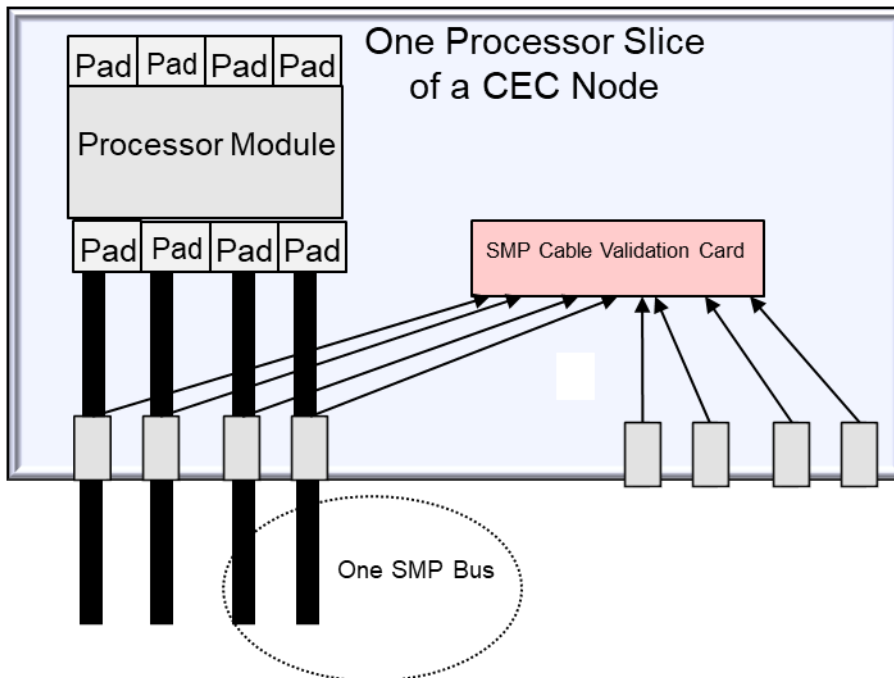 One Processor Slice
of a CEC Node
Pad Pad Pad Pad
Processor Module
Pad Pad Pad Pad
SMP Cable Validation Card
One SMP Bus